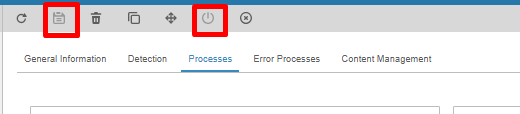 General Information Detection Processes Error Processes Content Management